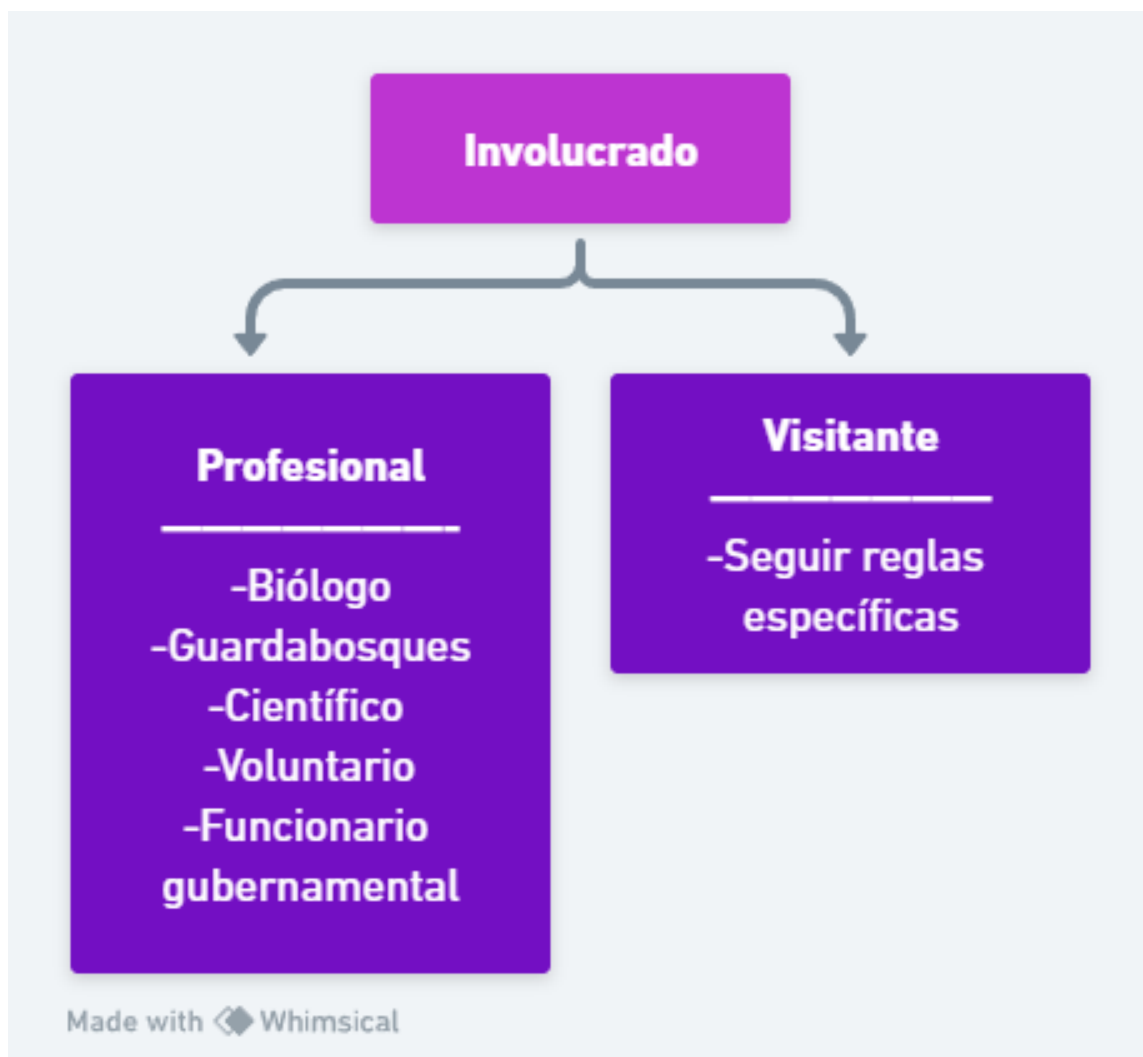 Involucrado
Profesional
———————-
-Biólogo
-Guardabosques
-Científico
-Voluntario
-Funcionario
gubernamental
Visitante
———————
-Seguir reglas
específicas
Made with Whimsical